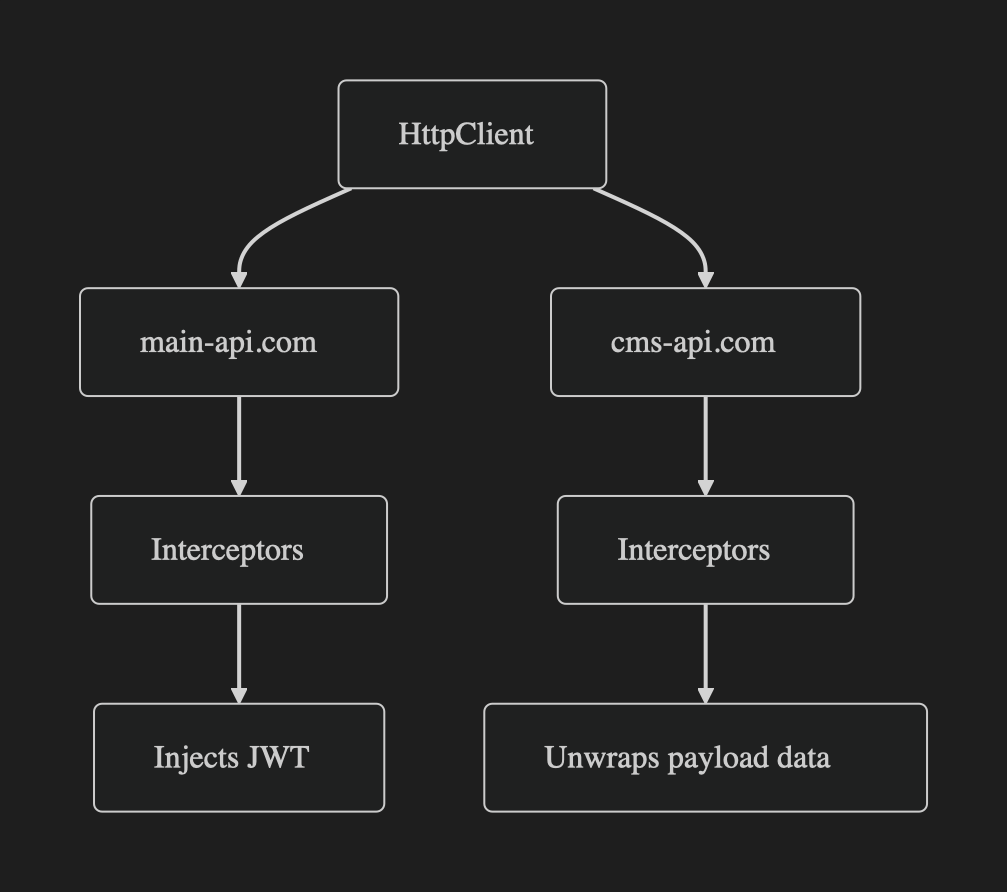 HttpClient
main-api.com
cms-api.com
Interceptors
Interceptors
Injects JWT
Unwraps payload data